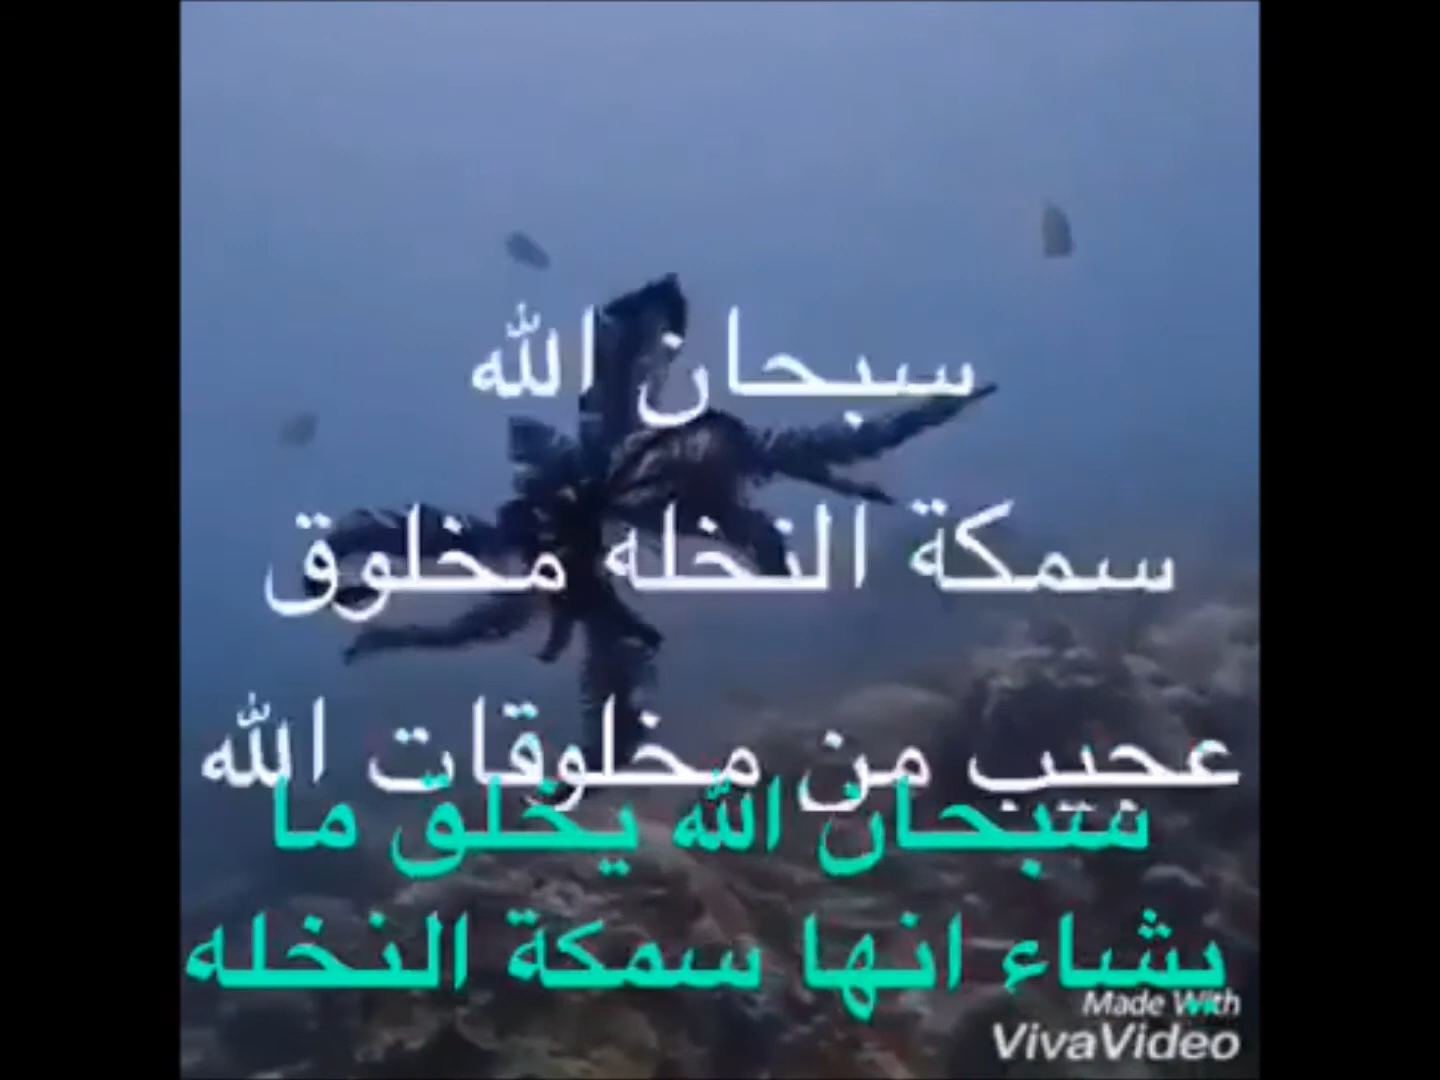 سبحان الله
سمكة النخله مخلوق
عجيب من مخلوقات الله
سبحان الله يخلق ما
يشاء انها سمكة النخله
Made With
VivaVideo